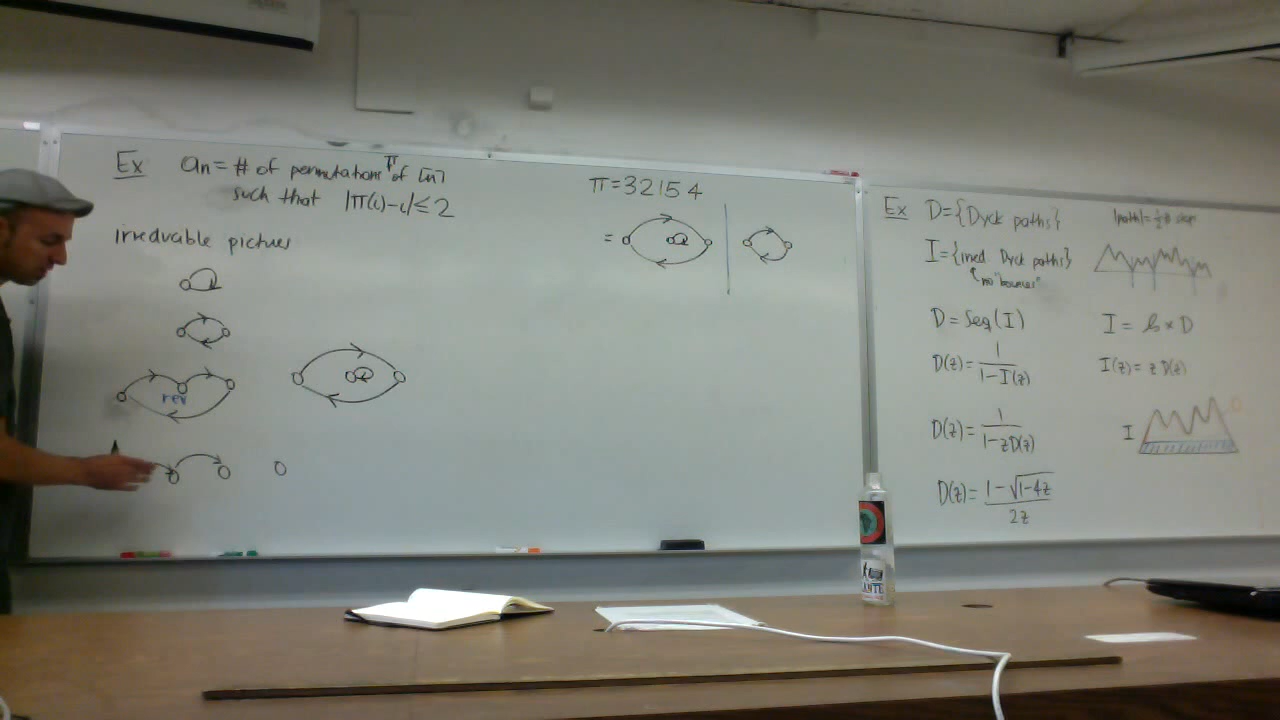 Ex an = # of permutations π of [n]
such that |π(i)-i| ≤ 2
irreducible pictures
rev
π = 32154
=
Ex D = {Dyck paths}
|path| = ½ # steps
I = {irred Dyck paths}
no "bounces"
D = Seq(I)
I = b × D
D(z) = 1/(1-I(z))
I(z) = z D(z)
D(z) = 1/(1-zD(z))
I
D
D(z) = (1-√(1-4z))/2z